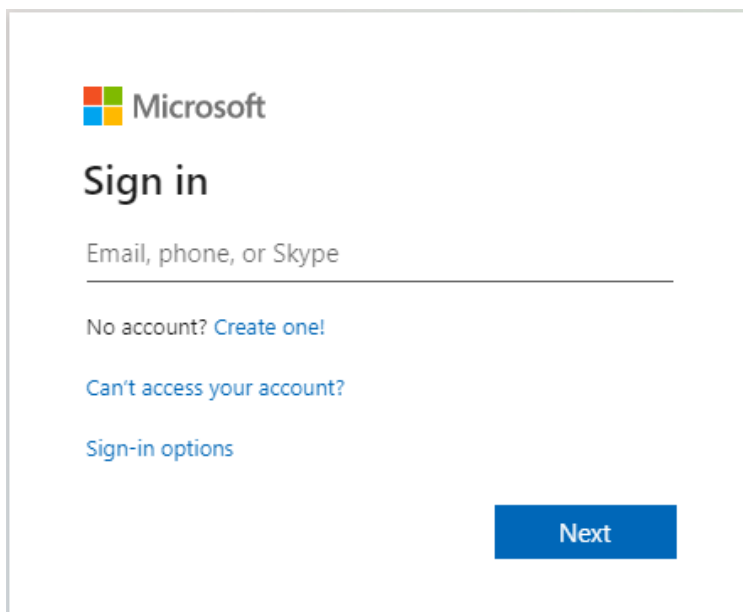 Microsoft
Sign in
Email, phone, or Skype
No account? Create one!
Can't access your account?
Sign-in options
Next